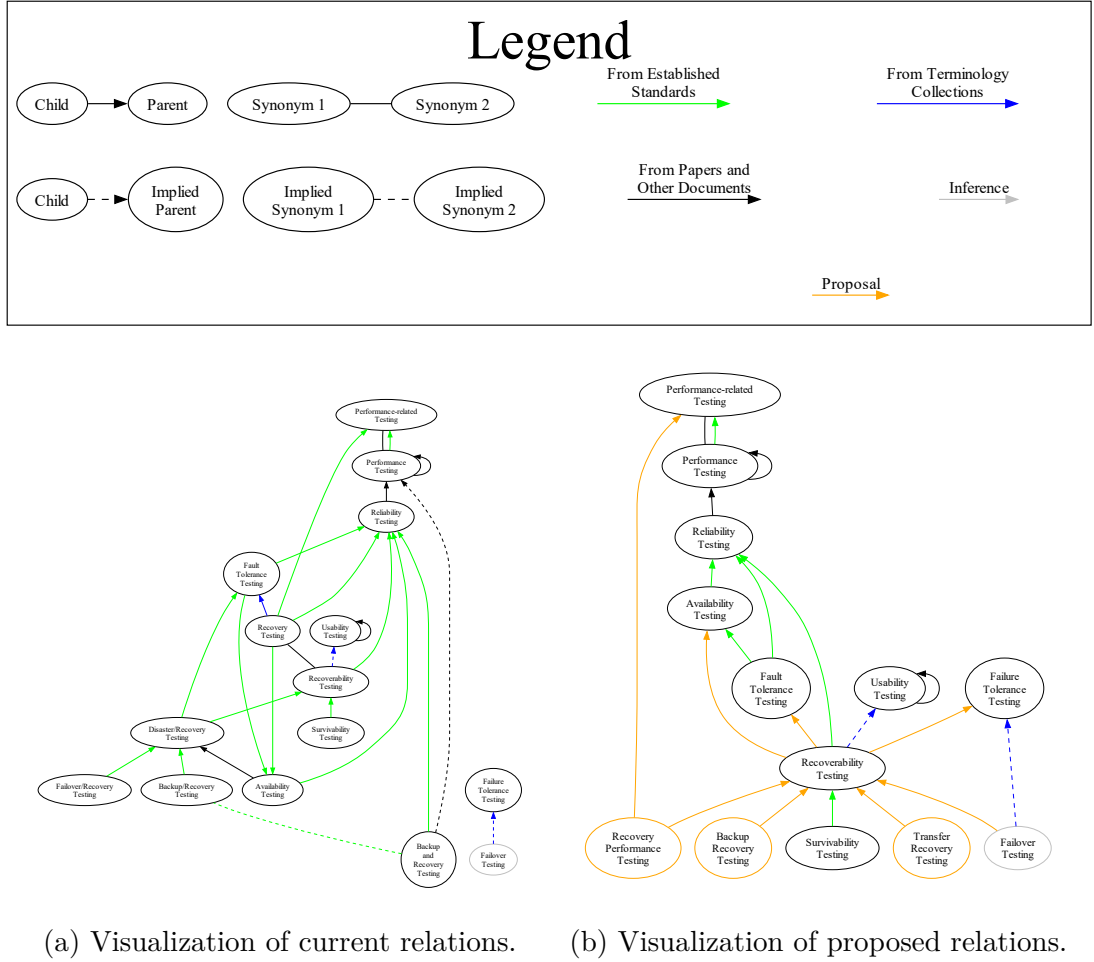 Legend
Child
Parent
Synonym 1
Synonym 2
From Established
Standards
From Terminology
Collections
Child
Implied
Parent
Implied
Synonym 1
Implied
Synonym 2
From Papers and
Other Documents
Inference
Proposal
Performance-related
Testing
Performance
Testing
Reliability
Testing
Fault
Tolerance
Testing
Recovery
Testing
Usability
Testing
Recoverability
Testing
Disaster/Recovery
Testing
Survivability
Testing
Failover/Recovery
Testing
Backup/Recovery
Testing
Availability
Testing
Failure
Tolerance
Testing
Backup
and
Recovery
Testing
Failover
Testing
(a) Visualization of current relations.
Performance-related
Testing
Performance
Testing
Reliability
Testing
Availability
Testing
Fault
Tolerance
Testing
Usability
Testing
Failure
Tolerance
Testing
Recoverability
Testing
Recovery
Performance
Testing
Backup
Recovery
Testing
Survivability
Testing
Transfer
Recovery
Testing
Failover
Testing
(b) Visualization of proposed relations.